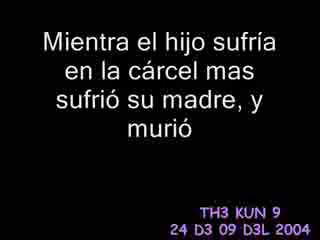 Mientra el hijo sufría
en la cárcel mas
sufrió su madre, y
murió
TH3 KUN 9
24 D3 09 D3L 2004